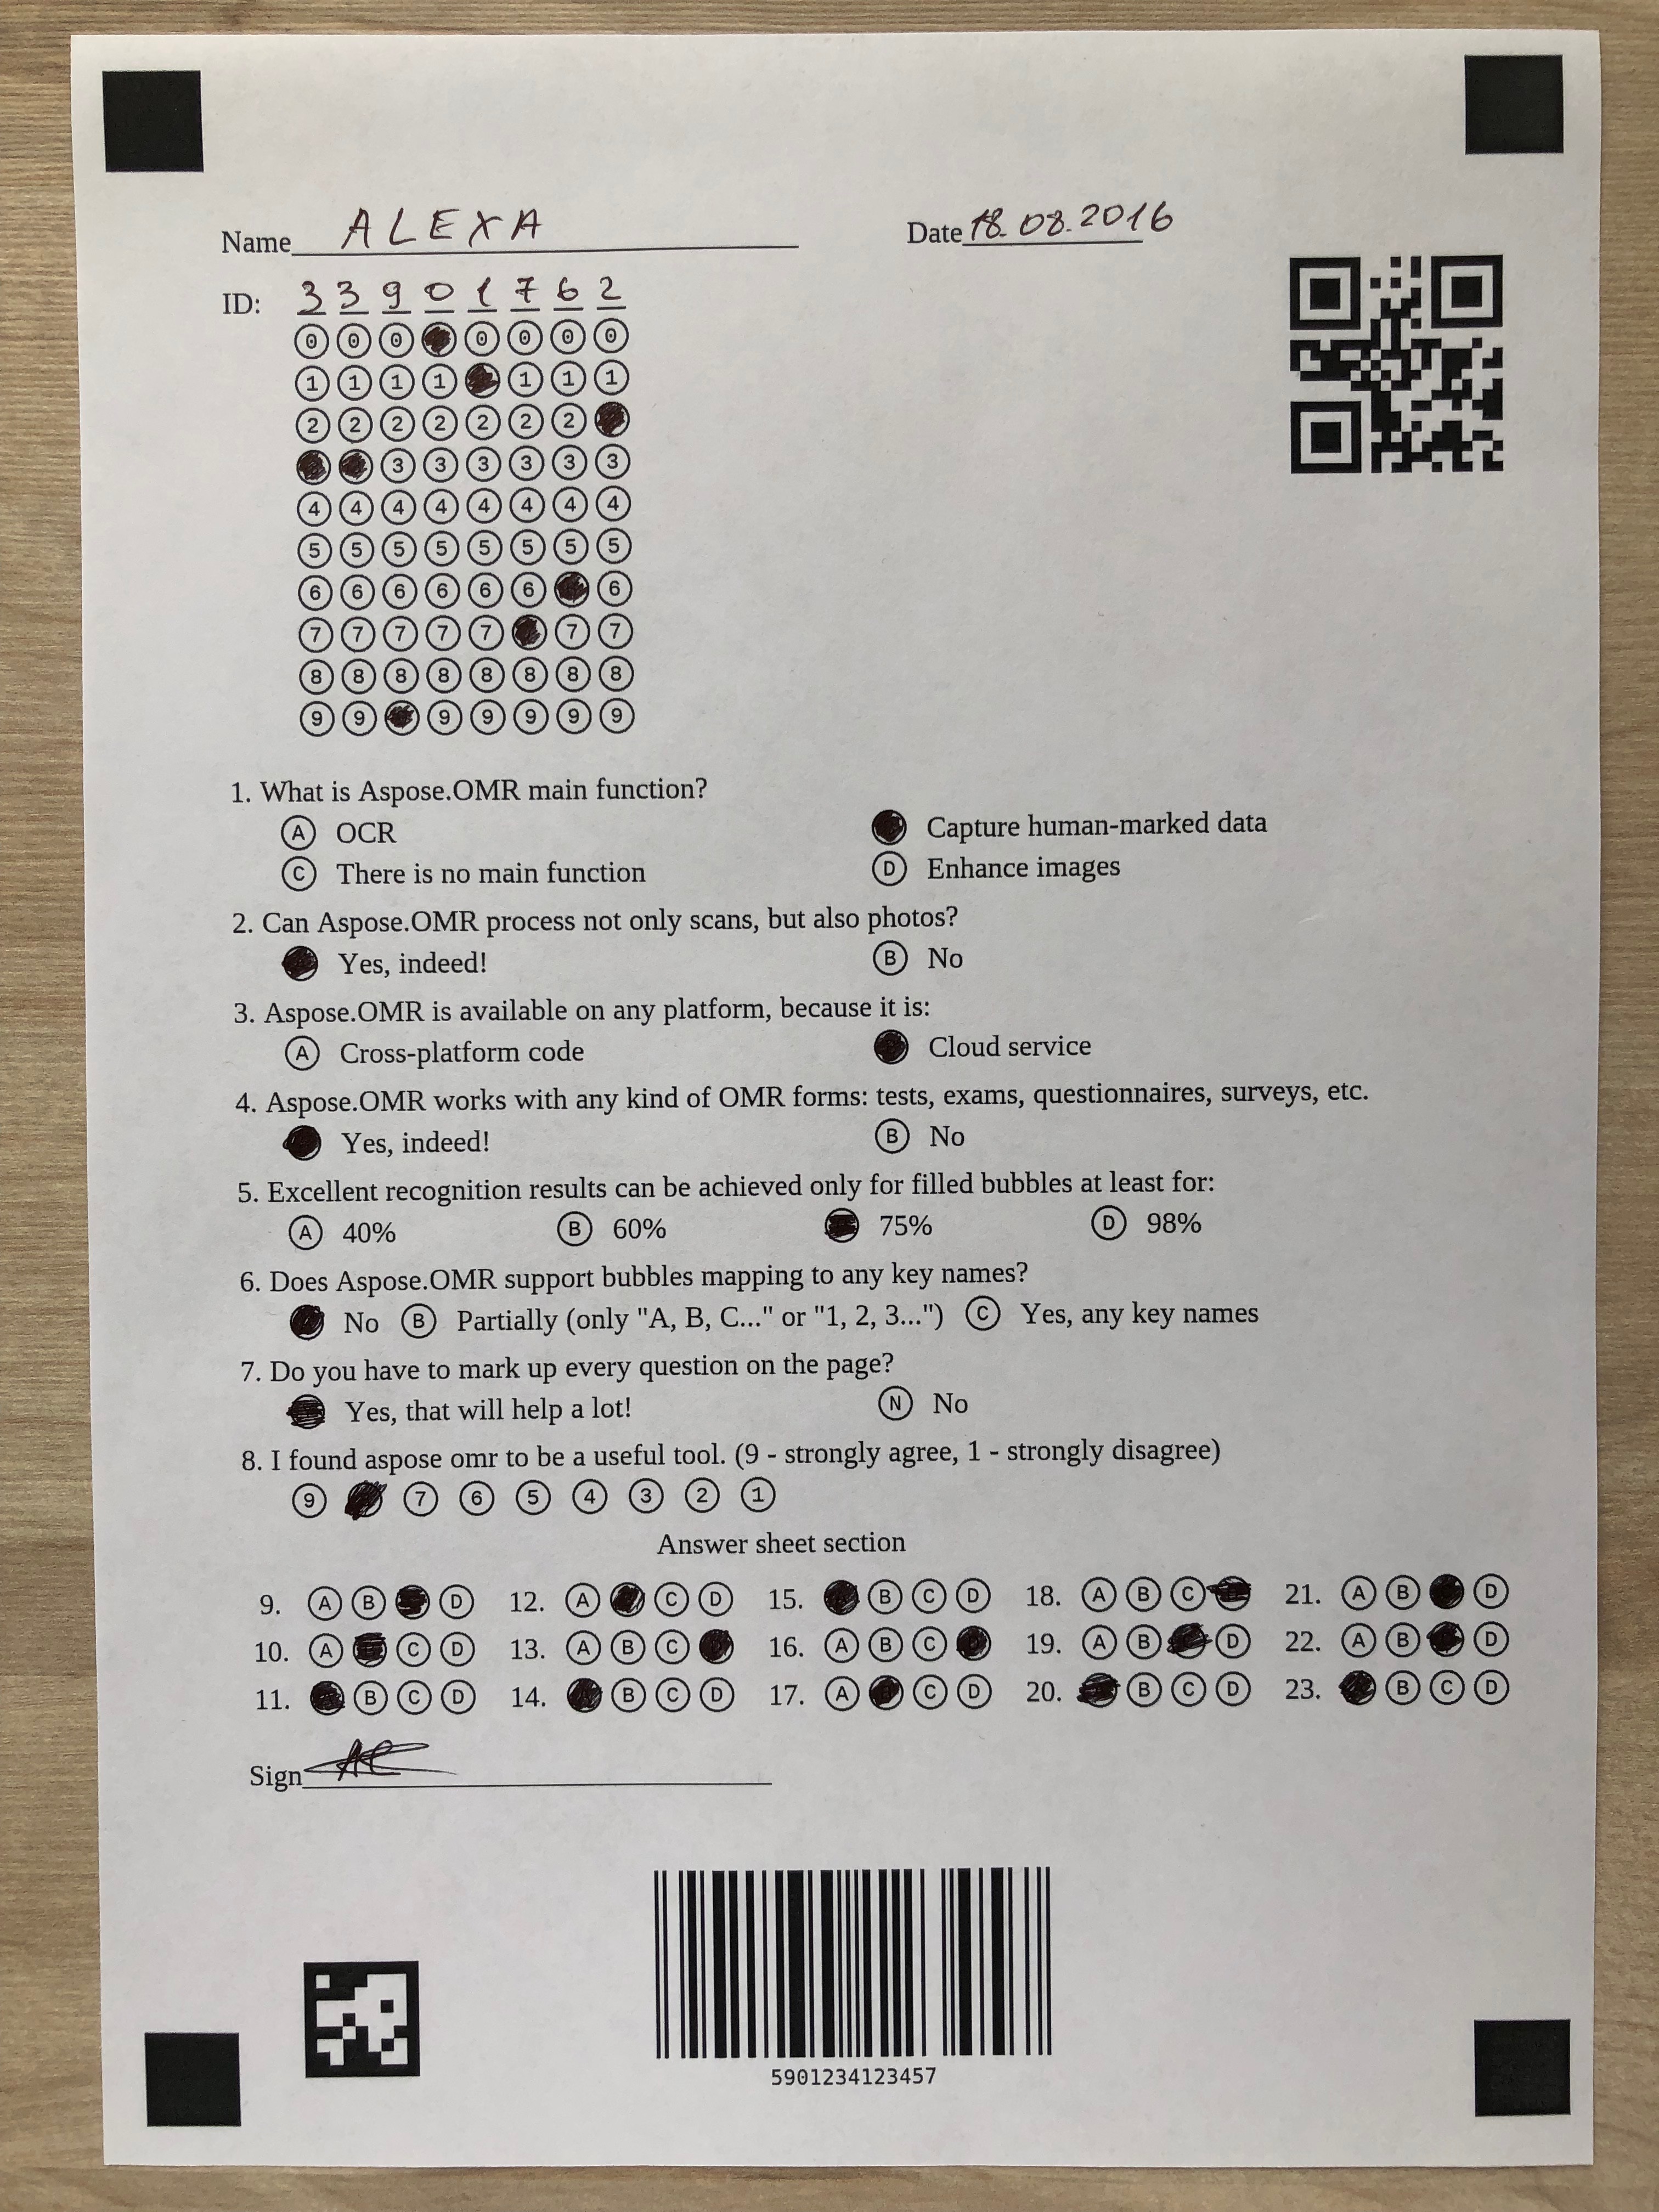 Name ALEXA Date 18.08.2016
ID: 3 3 9 0 1 7 6 2
0 0 0 0 0 0 0
1 1 1 1 1 1 1
2 2 2 2 2 2 2
3 3 3 3 3 3
4 4 4 4 4 4 4 4
5 5 5 5 5 5 5 5
6 6 6 6 6 6 6
7 7 7 7 7 7 7
8 8 8 8 8 8 8 8
9 9 9 9 9 9 9
1. What is Aspose.OMR main function?
A OCR Capture human-marked data
C There is no main function D Enhance images
2. Can Aspose.OMR process not only scans, but also photos?
Yes, indeed! B No
3. Aspose.OMR is available on any platform, because it is:
A Cross-platform code Cloud service
4. Aspose.OMR works with any kind of OMR forms: tests, exams, questionnaires, surveys, etc.
Yes, indeed! B No
5. Excellent recognition results can be achieved only for filled bubbles at least for:
A 40% B 60% 75% D 98%
6. Does Aspose.OMR support bubbles mapping to any key names?
No B Partially (only "A, B, C..." or "1, 2, 3...") C Yes, any key names
7. Do you have to mark up every question on the page?
Yes, that will help a lot! N No
8. I found aspose omr to be a useful tool. (9 - strongly agree, 1 - strongly disagree)
9 7 6 5 4 3 2 1
Answer sheet section
9. A B D 12. A C D 15. B C D 18. A B C 21. A B D
10. A C D 13. A B C 16. A B C 19. A B D 22. A B D
11. B C D 14. B C D 17. A C D 20. B C D 23. B C D
Sign
5901234123457